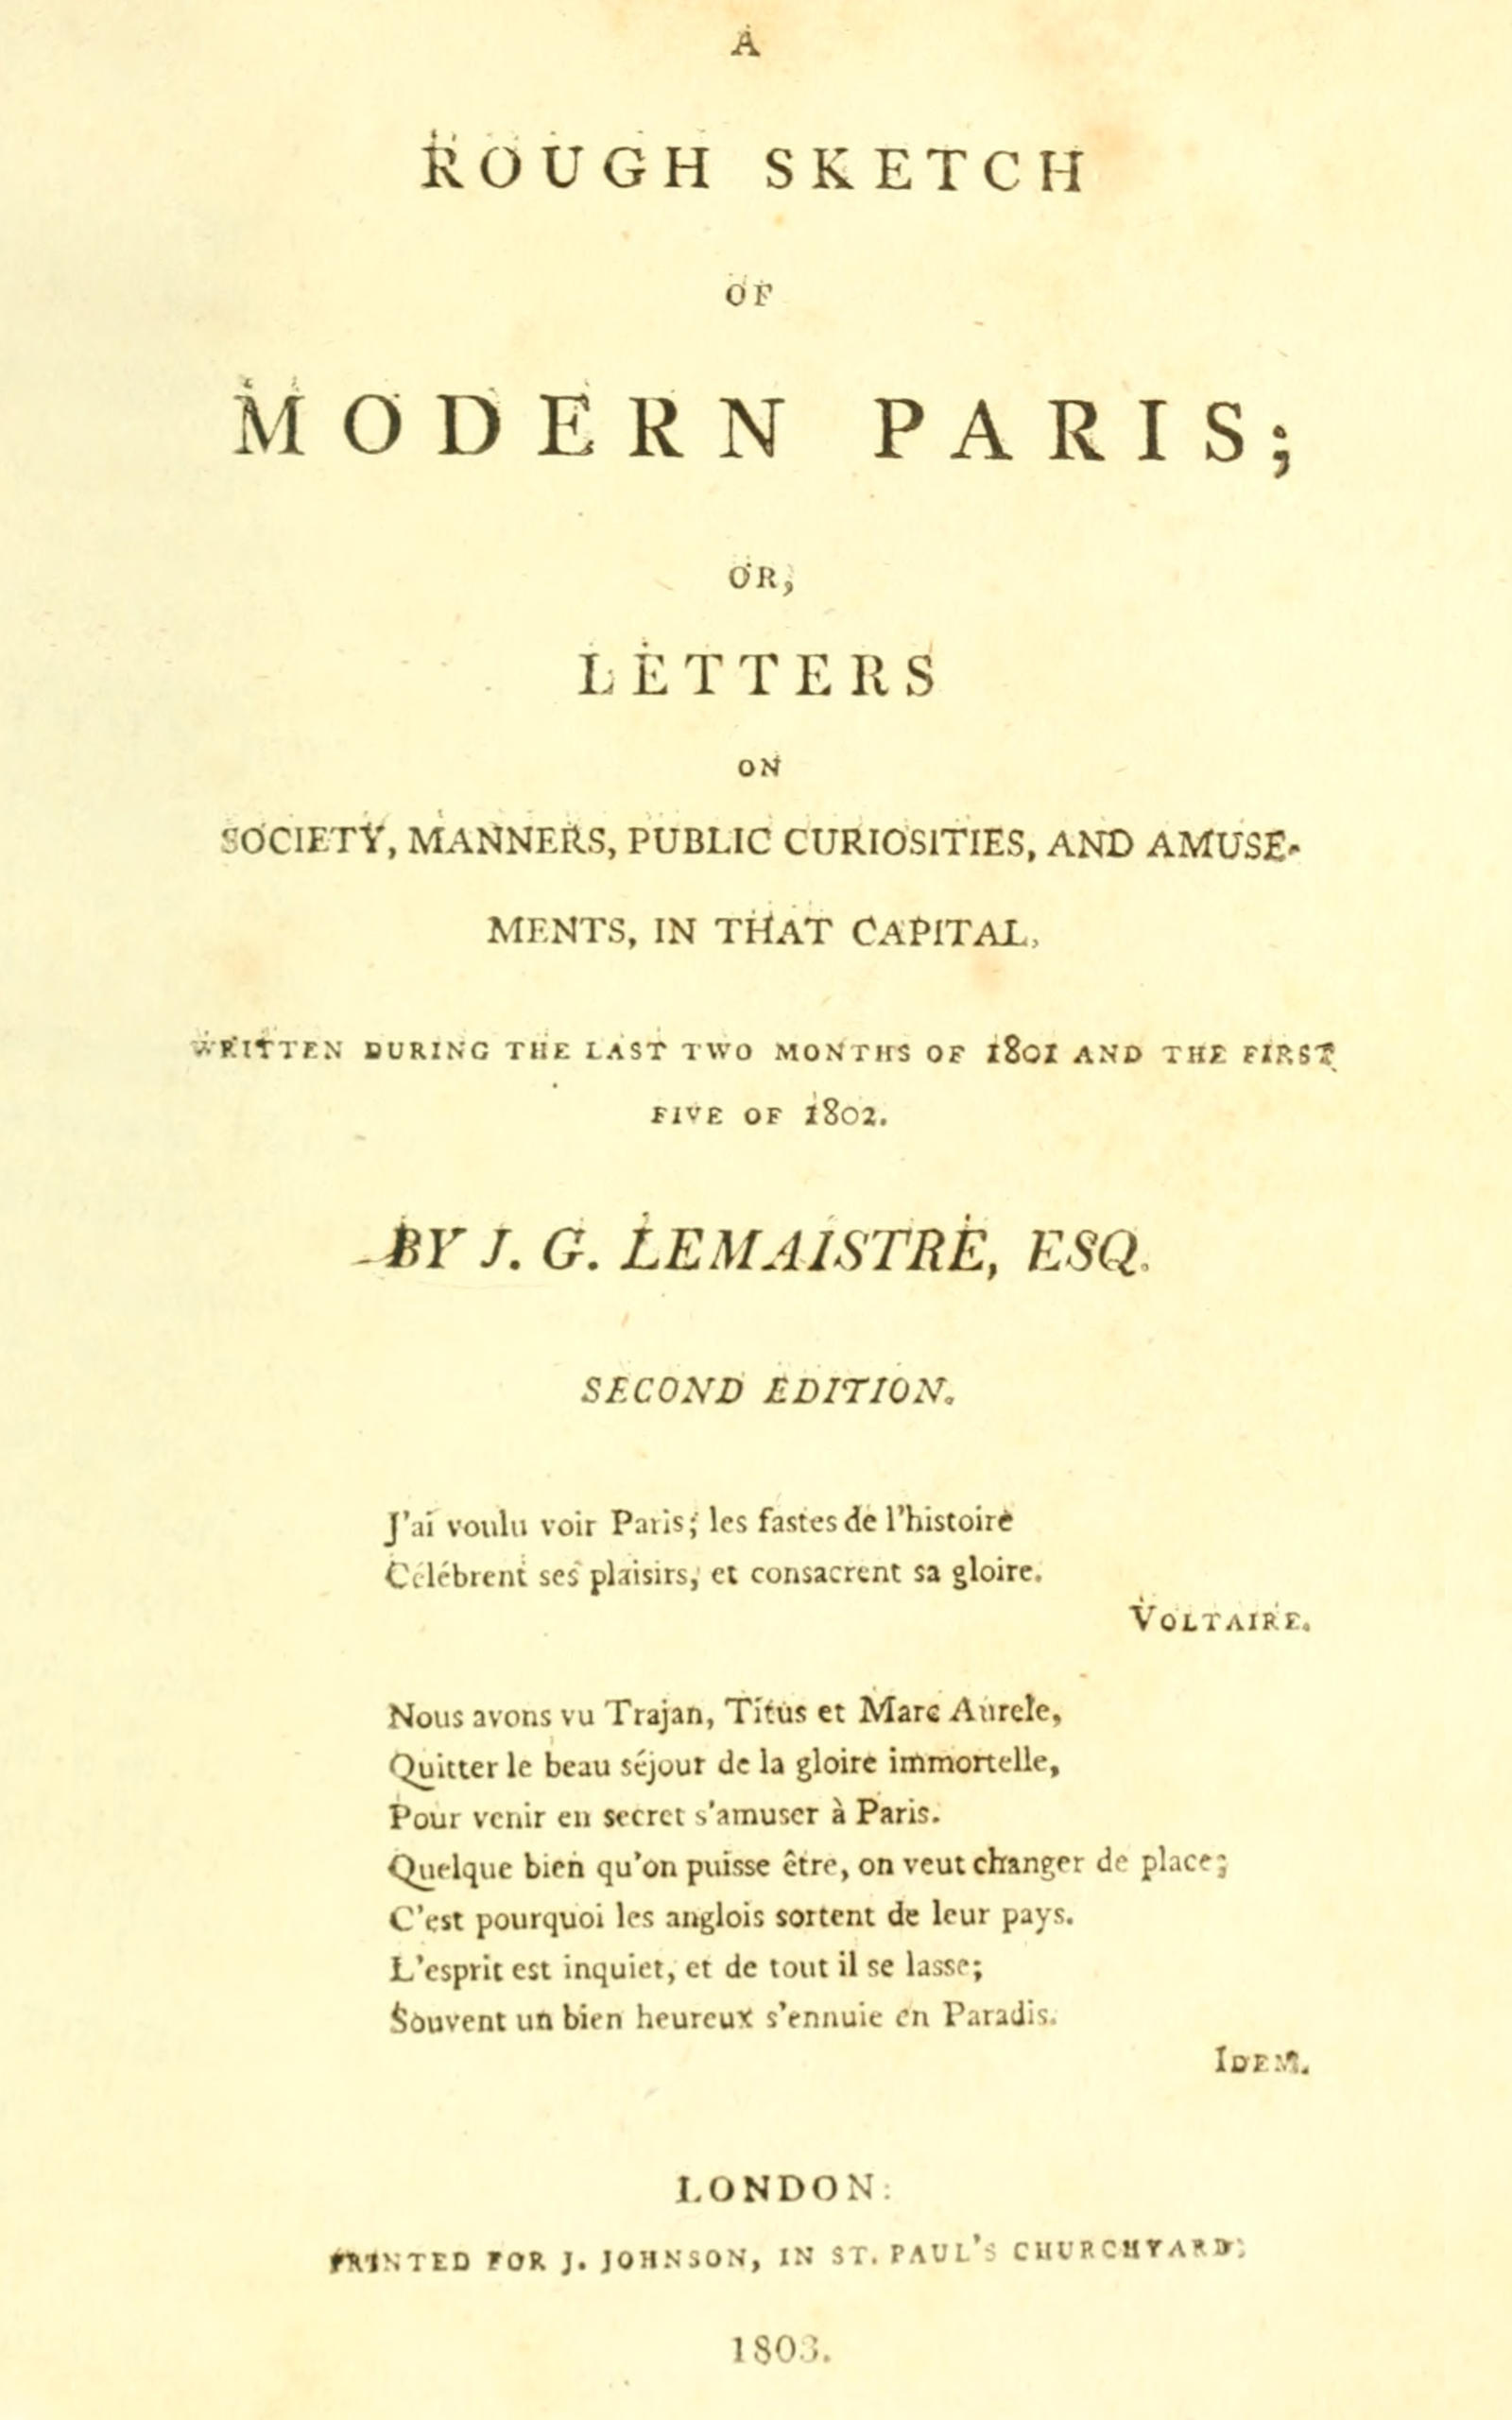 A
ROUGH SKETCH
OF
MODERN PARIS;
OR,
LETTERS
ON
SOCIETY, MANNERS, PUBLIC CURIOSITIES, AND AMUSE-
MENTS, IN THAT CAPITAL,
WRITTEN DURING THE LAST TWO MONTHS OF 1801 AND THE FIRST
FIVE OF 1802.
BY J. G. LEMAISTRE, ESQ.
SECOND EDITION.
J'ai voulu voir Paris; les fastes de l'histoire
Célébrent ses plaisirs, et consacrent sa gloire.
VOLTAIRE.
Nous avons vu Trajan, Titus et Marc Aurele,
Quitter le beau séjour de la gloire immortelle,
Pour venir en secret s'amuser à Paris.
Quelque bien qu'on puisse être, on veut changer de place;
C'est pourquoi les anglois sortent de leur pays.
L'esprit est inquiet, et de tout il se lasse;
Souvent un bien heureux s'ennuie en Paradis.
IDEM.
LONDON:
PRINTED FOR J. JOHNSON, IN ST. PAUL'S CHURCHYARD;
1803.